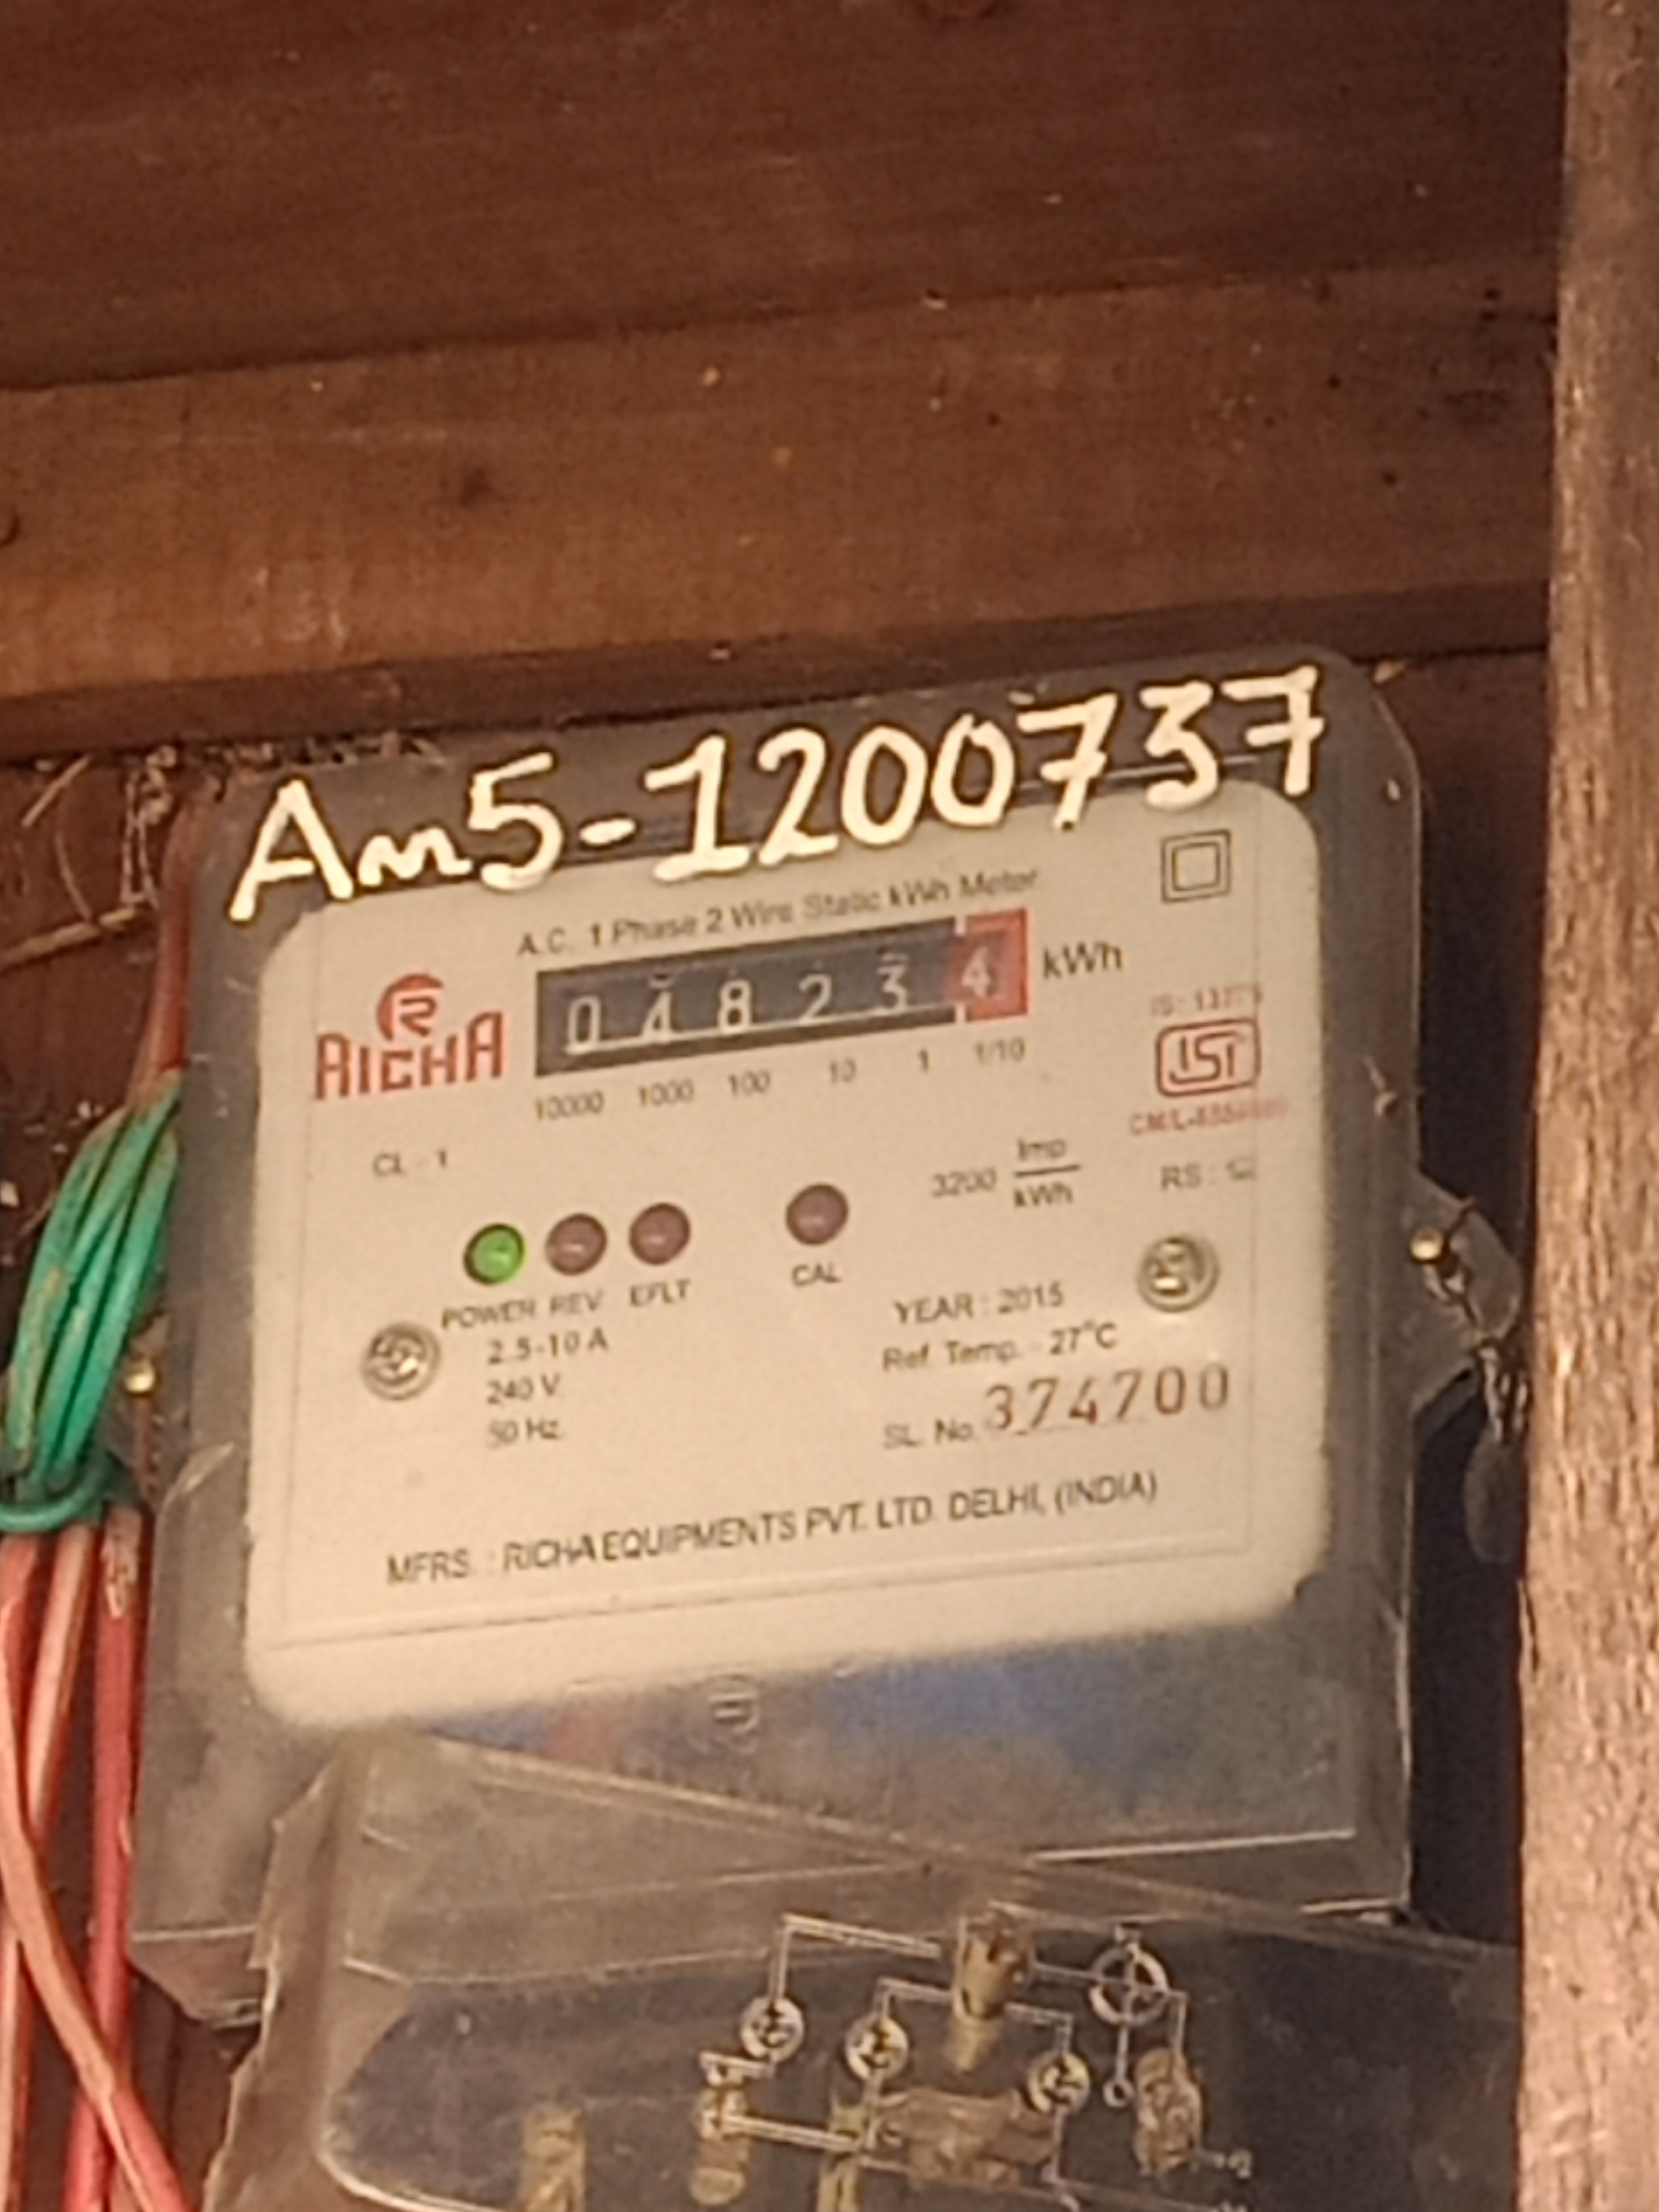 Am5-1200737
A.C. 1 Phase 2 Wire Static kWh Meter
0 4 8 2 3 4 kWh
10000 1000 100 10 1 1/10
RICHA
ISI
CL - 1
3200 Imp/kWh
RS :
POWER REV EFLT CAL
2.5-10 A
240 V
50 Hz
YEAR : 2015
Ref. Temp. - 27°C
SL. No. 374700
MFRS. : RICHA EQUIPMENTS PVT. LTD. DELHI, (INDIA)